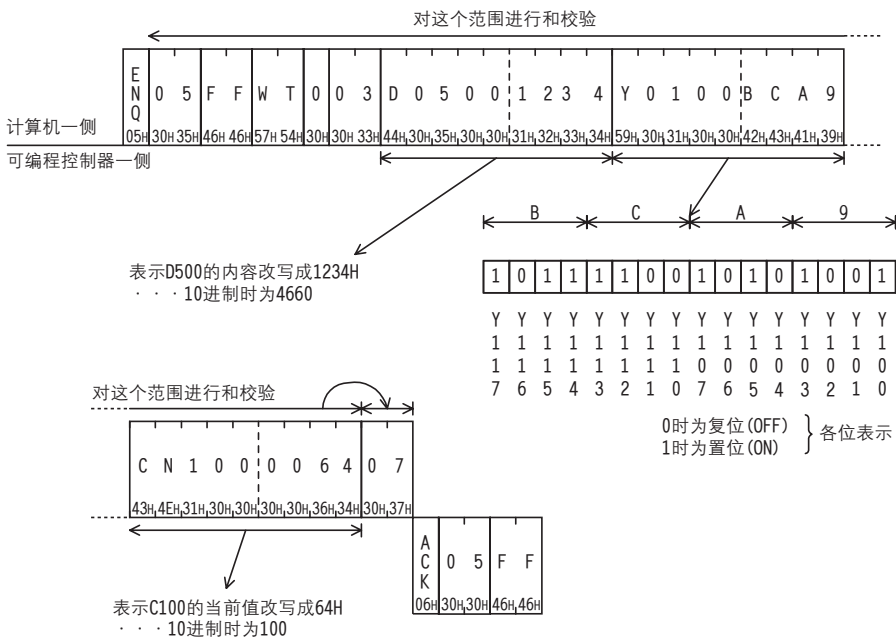 对这个范围进行和校验
E
N
Q 0 5 F F W T 0 0 3 D 0 5 0 0 1 2 3 4 Y 0 1 0 0 B C A 9
计算机一侧
05H 30H 35H 46H 46H 57H 54H 30H 30H 33H 44H,30H,35H,30H,30H,31H,32H,33H,34H 59H,30H,31H,30H,30H,42H,43H,41H,39H
可编程控制器一侧
B C A 9
1 0 1 1 1 1 0 0 1 0 1 0 1 0 0 1
表示D500的内容改写成1234H
···10进制时为4660
Y Y Y Y Y Y Y Y Y Y Y Y Y Y Y Y
1 1 1 1 1 1 1 1 1 1 1 1 1 1 1 1
1 1 1 1 1 1 1 1 0 0 0 0 0 0 0 0
7 6 5 4 3 2 1 0 7 6 5 4 3 2 1 0
0时为复位(OFF)
1时为置位(ON)
各位表示
对这个范围进行和校验
C N 1 0 0 0 0 6 4 0 7
43H,4EH,31H,30H,30H,30H,30H,36H,34H 30H,37H
A
C
K 0 5 F F
06H 30H,30H 46H,46H
表示C100的当前值改写成64H
···10进制时为100